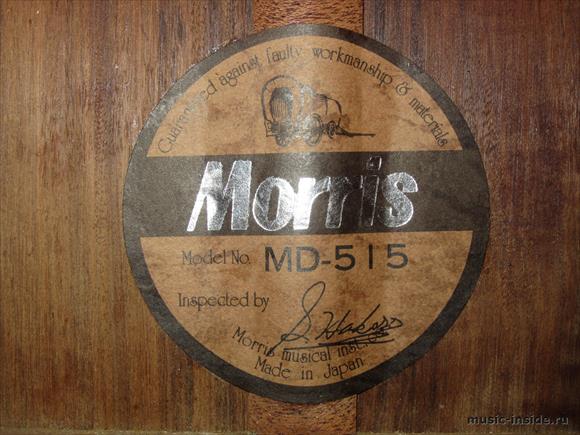 Guaranteed against faulty workmanship & materials
Morris
Model No. MD-515
Inspected by
Morris musical inst.
Made in Japan
music-inside.ru